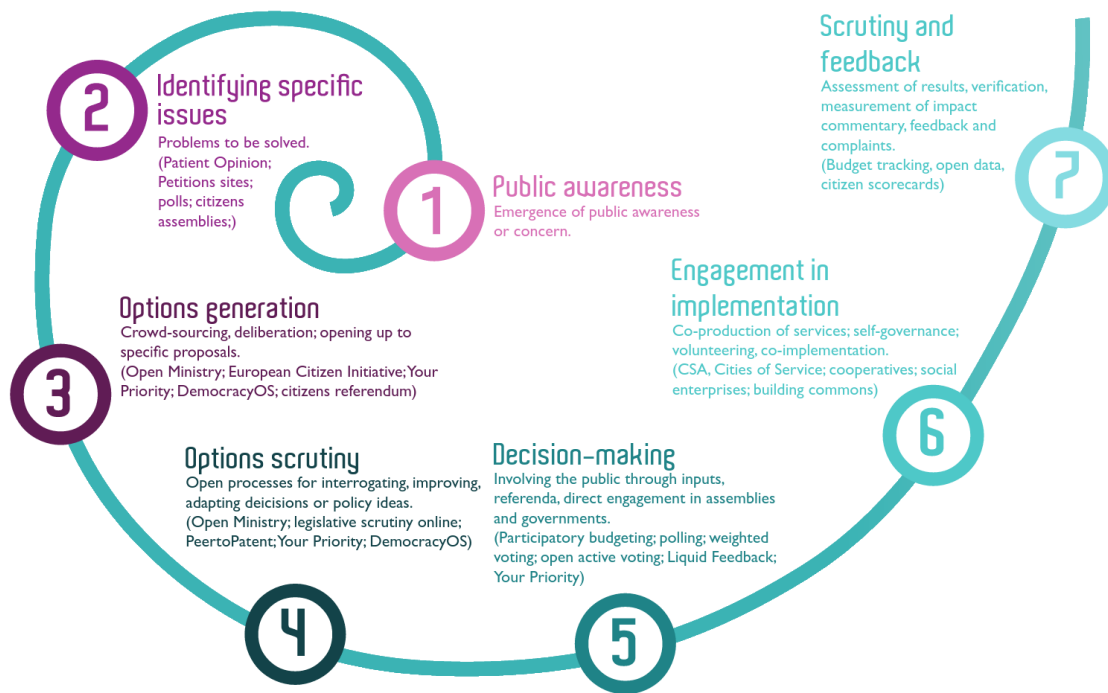 1
Public awareness
Emergence of public awareness
or concern.
2
Identifying specific
issues
Problems to be solved.
(Patient Opinion;
Petitions sites;
polls; citizens
assemblies;)
3
Options generation
Crowd-sourcing, deliberation; opening up to
specific proposals.
(Open Ministry; European Citizen Initiative; Your
Priority; DemocracyOS; citizens referendum)
4
Options scrutiny
Open processes for interrogating, improving,
adapting deicisions or policy ideas.
(Open Ministry; legislative scrutiny online;
PeertoPatent; Your Priority; DemocracyOS)
5
Decision-making
Involving the public through inputs,
referenda, direct engagement in assemblies
and governments.
(Participatory budgeting; polling; weighted
voting; open active voting; Liquid Feedback;
Your Priority)
6
Engagement in
implementation
Co-production of services; self-governance;
volunteering, co-implementation.
(CSA, Cities of Service; cooperatives; social
enterprises; building commons)
7
Scrutiny and
feedback
Assessment of results, verification,
measurement of impact
commentary, feedback and
complaints.
(Budget tracking, open data,
citizen scorecards)